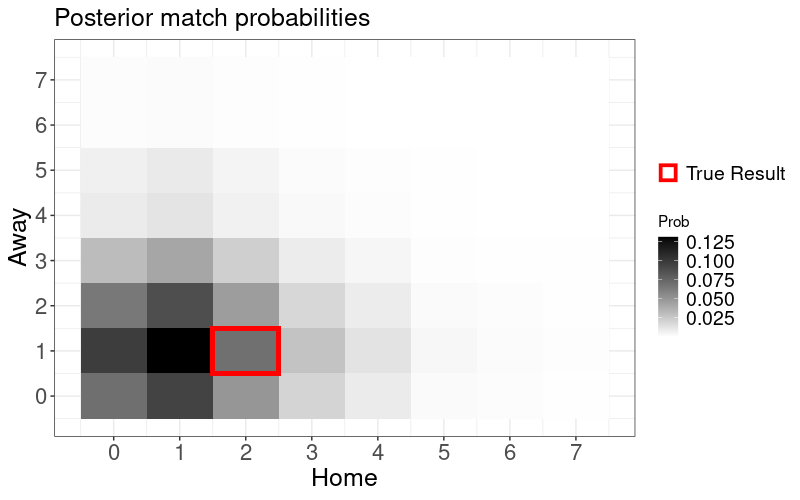 Posterior match probabilities
7
6
5
4
3
2
1
0
Away
0 1 2 3 4 5 6 7
Home
True Result
Prob
0.125
0.100
0.075
0.050
0.025